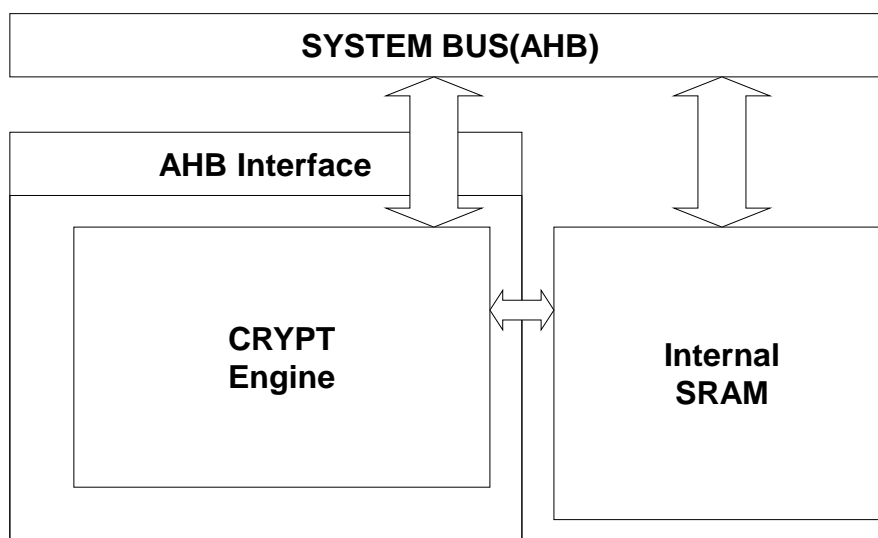 SYSTEM BUS(AHB)
AHB Interface
CRYPT
Engine
Internal
SRAM